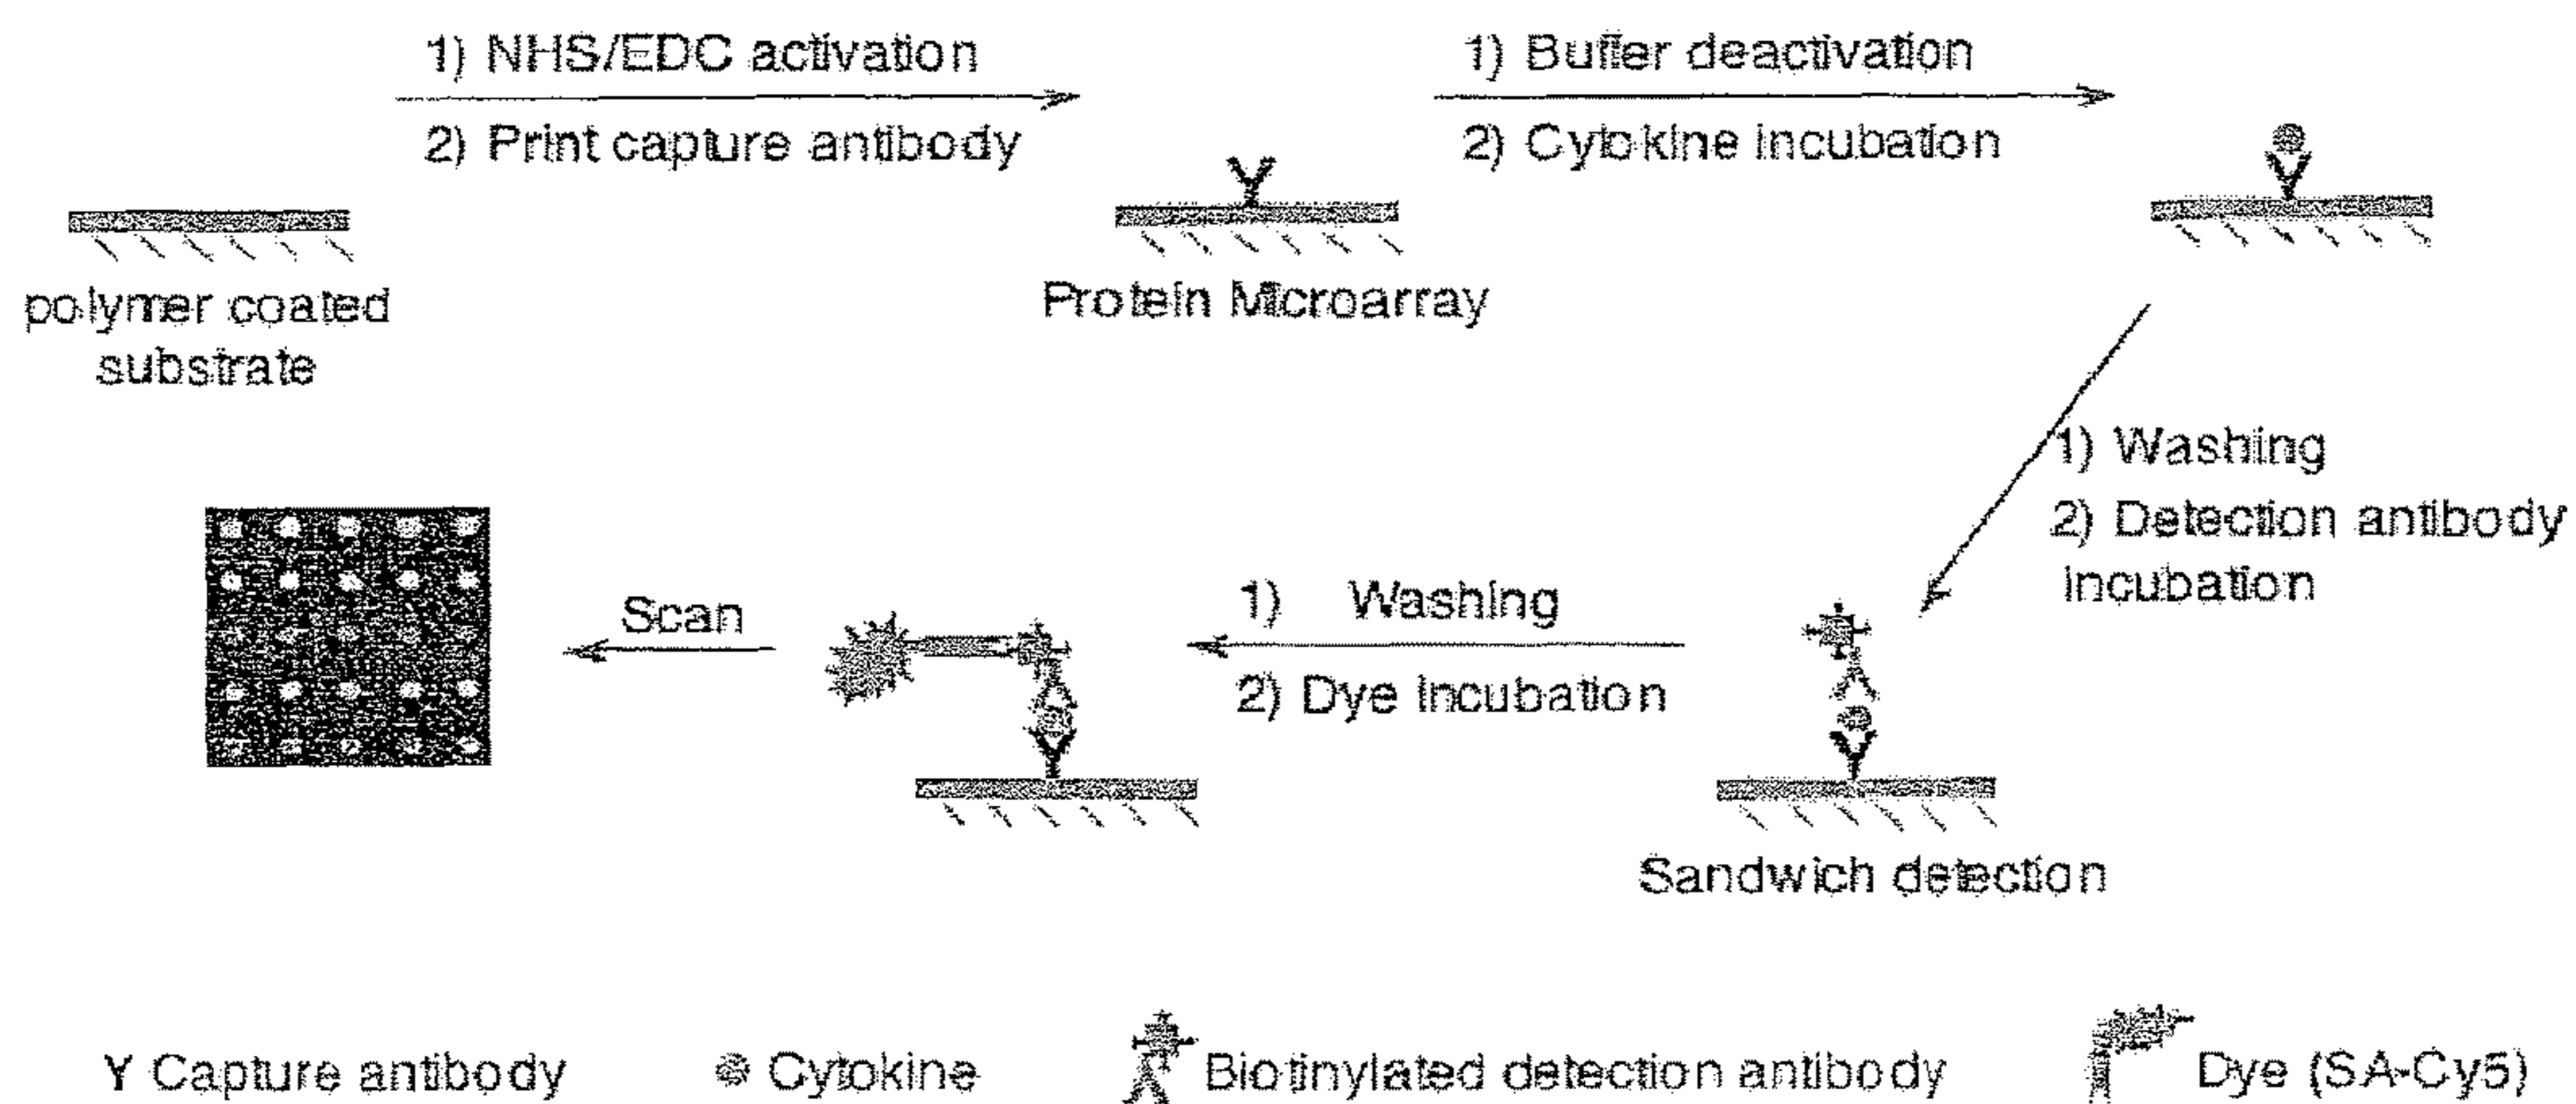 1) NHS/EDC activation
2) Print capture antibody
1) Buffer deactivation
2) Cytokine incubation
polymer coated
substrate
Protein Microarray
1) Washing
2) Detection antibody
incubation
Scan
1) Washing
2) Dye incubation
Sandwich detection
Y Capture antibody
Cytokine
Biotinylated detection antibody
Dye (SA-Cy5)